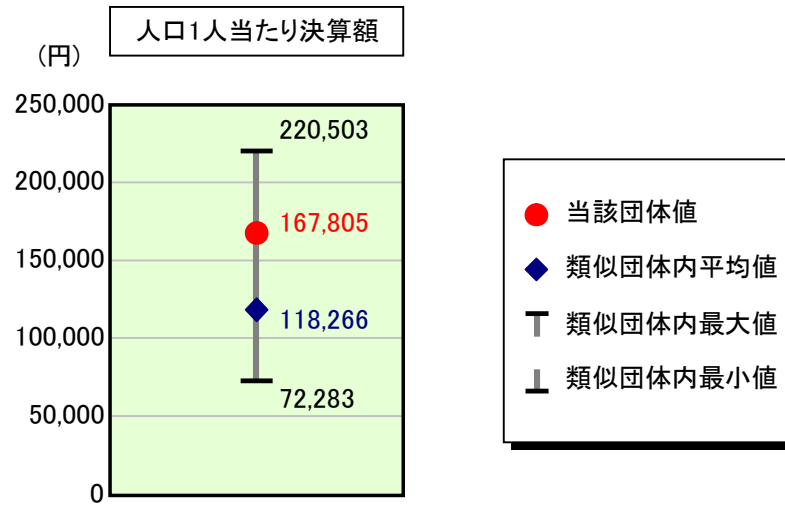 人口1人当たり決算額
(円)
250,000
200,000
150,000
100,000
50,000
0
220,503
167,805
118,266
72,283
当該団体値
類似団体内平均値
類似団体内最大値
類似団体内最小値